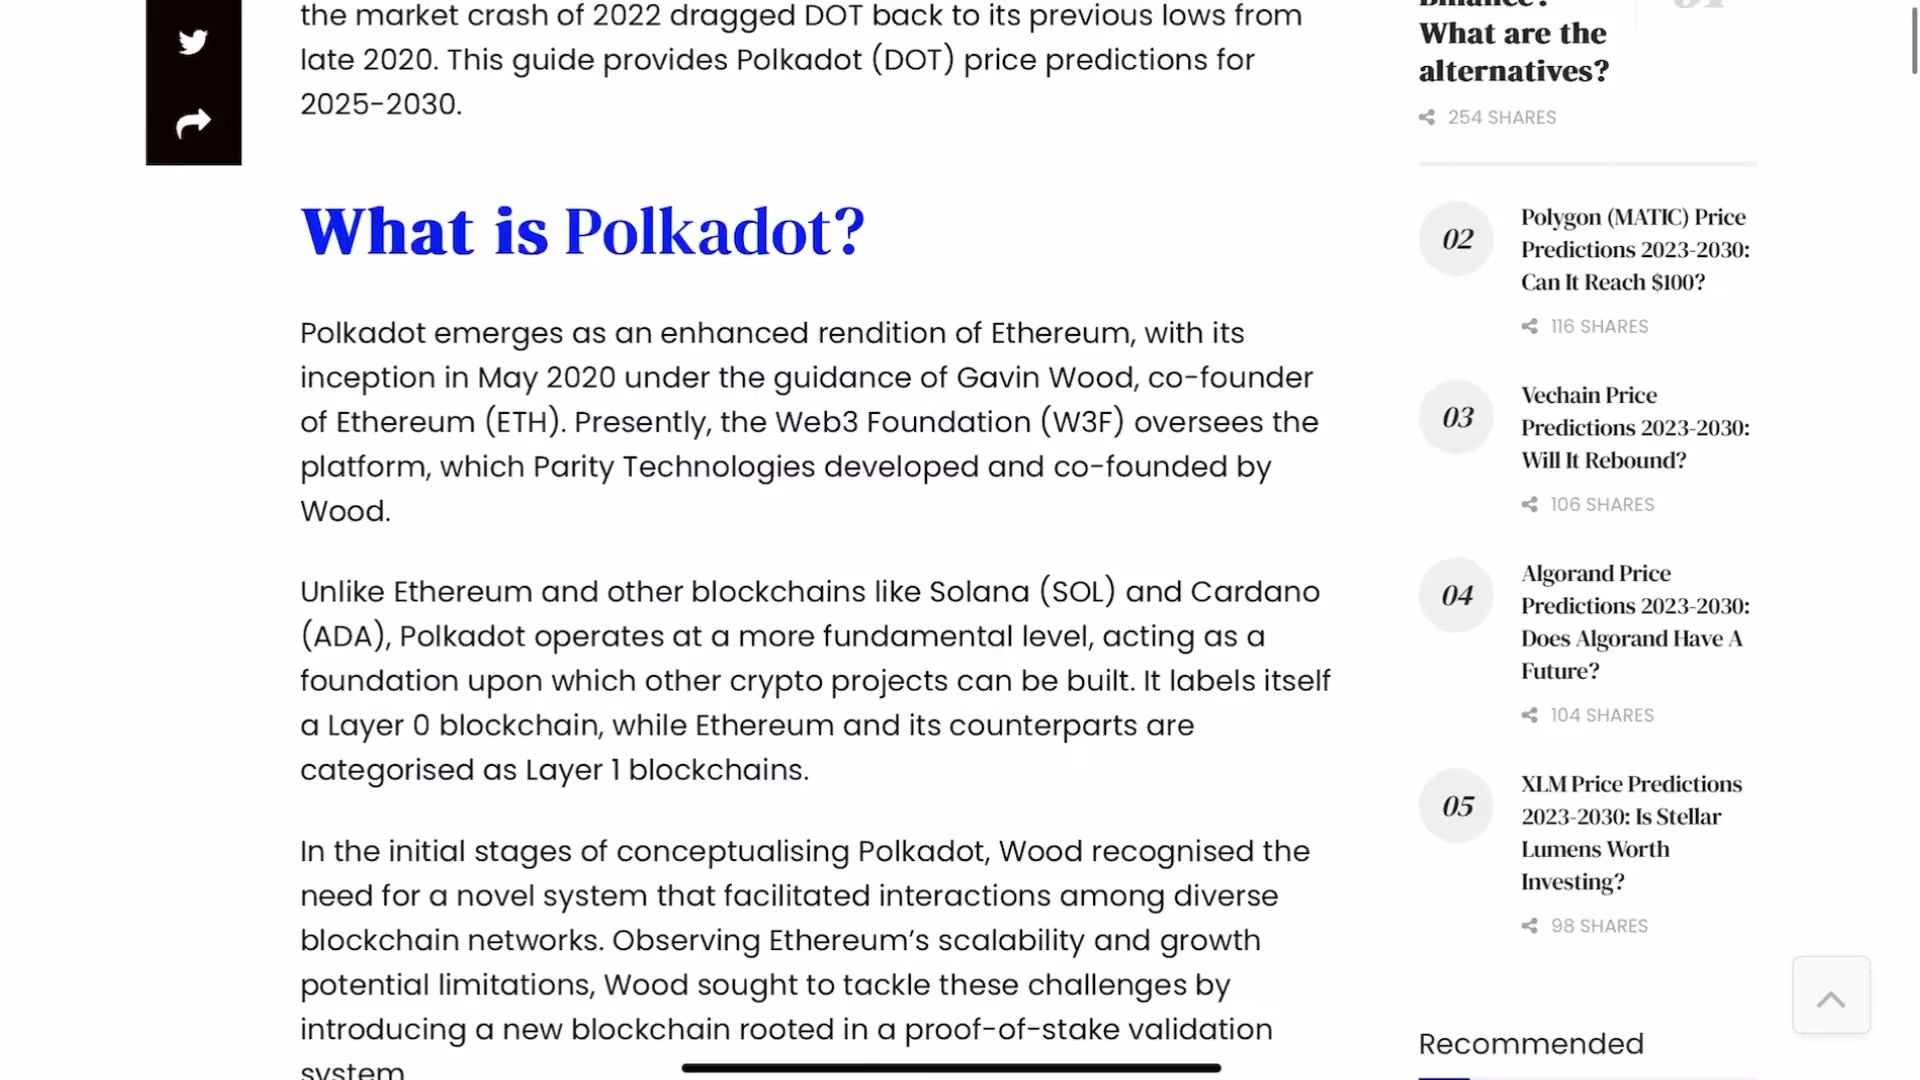 the market crash of 2022 dragged DOT back to its previous lows from
late 2020. This guide provides Polkadot (DOT) price predictions for
2025-2030.
What is Polkadot?
Polkadot emerges as an enhanced rendition of Ethereum, with its
inception in May 2020 under the guidance of Gavin Wood, co-founder
of Ethereum (ETH). Presently, the Web3 Foundation (W3F) oversees the
platform, which Parity Technologies developed and co-founded by
Wood.
Unlike Ethereum and other blockchains like Solana (SOL) and Cardano
(ADA), Polkadot operates at a more fundamental level, acting as a
foundation upon which other crypto projects can be built. It labels itself
a Layer 0 blockchain, while Ethereum and its counterparts are
categorised as Layer 1 blockchains.
In the initial stages of conceptualising Polkadot, Wood recognised the
need for a novel system that facilitated interactions among diverse
blockchain networks. Observing Ethereum’s scalability and growth
potential limitations, Wood sought to tackle these challenges by
introducing a new blockchain rooted in a proof-of-stake validation
system
Binance?
What are the
alternatives?
254 SHARES
02
Polygon (MATIC) Price
Predictions 2023-2030:
Can It Reach $100?
116 SHARES
03
Vechain Price
Predictions 2023-2030:
Will It Rebound?
106 SHARES
04
Algorand Price
Predictions 2023-2030:
Does Algorand Have A
Future?
104 SHARES
05
XLM Price Predictions
2023-2030: Is Stellar
Lumens Worth
Investing?
98 SHARES
Recommended